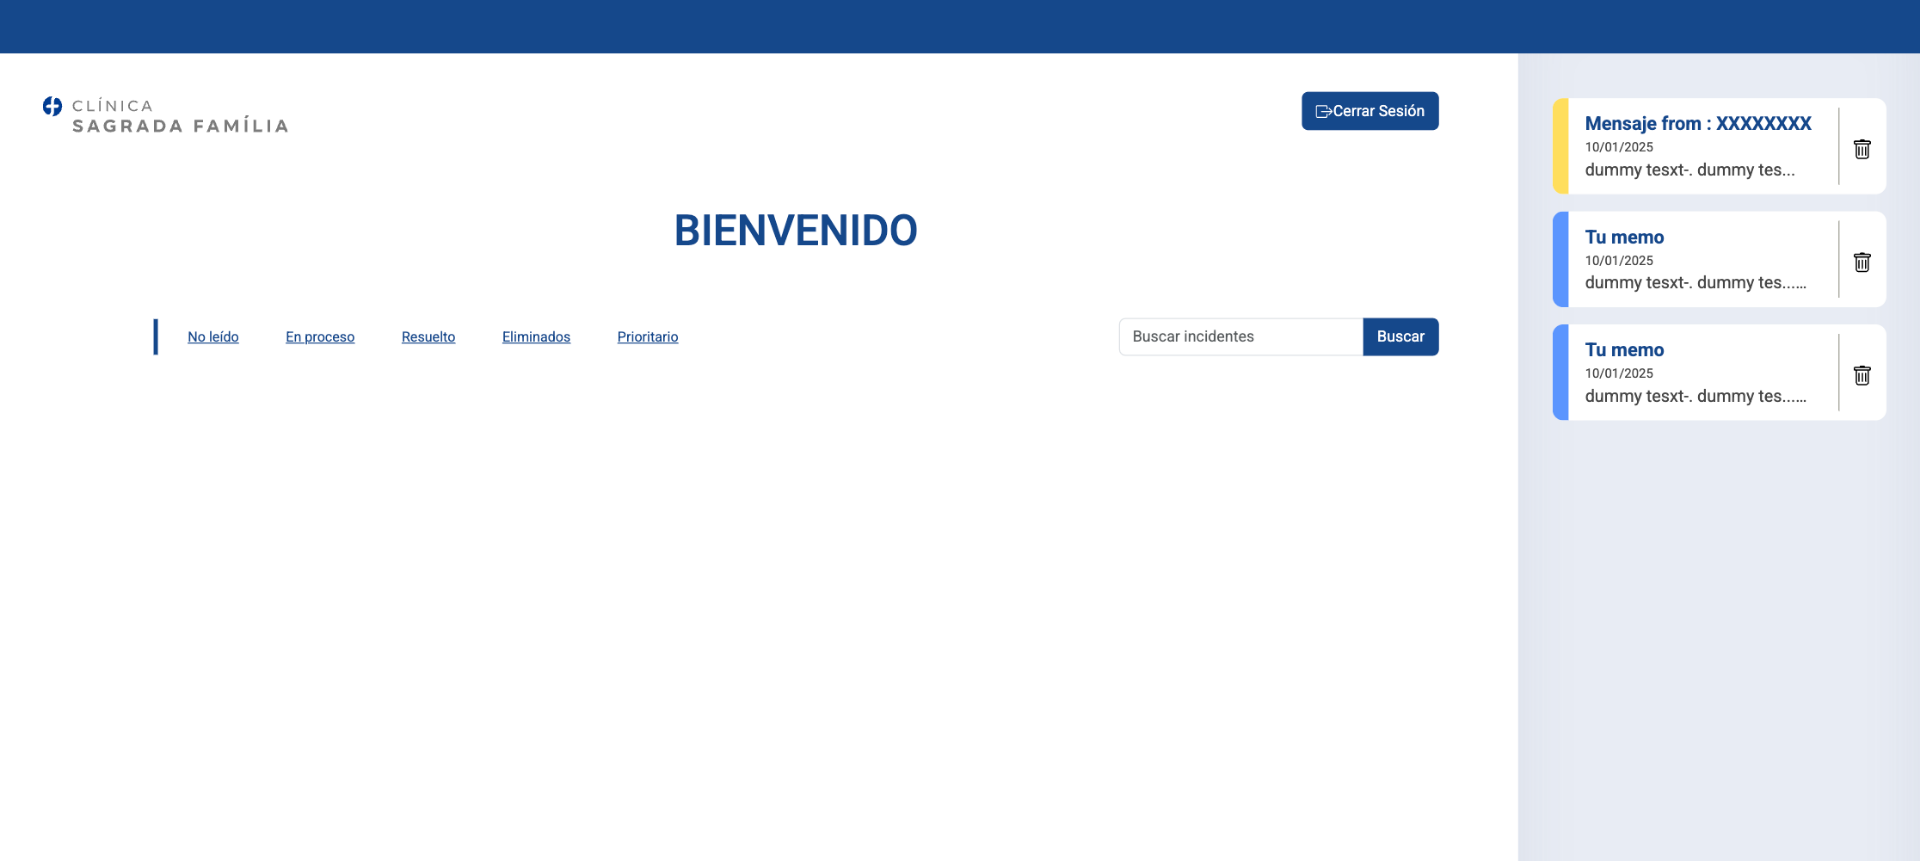 CLÍNICA
SAGRADA FAMÍLIA
Cerrar Sesión
BIENVENIDO
No leído En proceso Resuelto Eliminados Prioritario
Buscar incidentes Buscar
Mensaje from : XXXXXXXX
10/01/2025
dummy tesxt-. dummy tes...
Tu memo
10/01/2025
dummy tesxt-. dummy tes......
Tu memo
10/01/2025
dummy tesxt-. dummy tes......